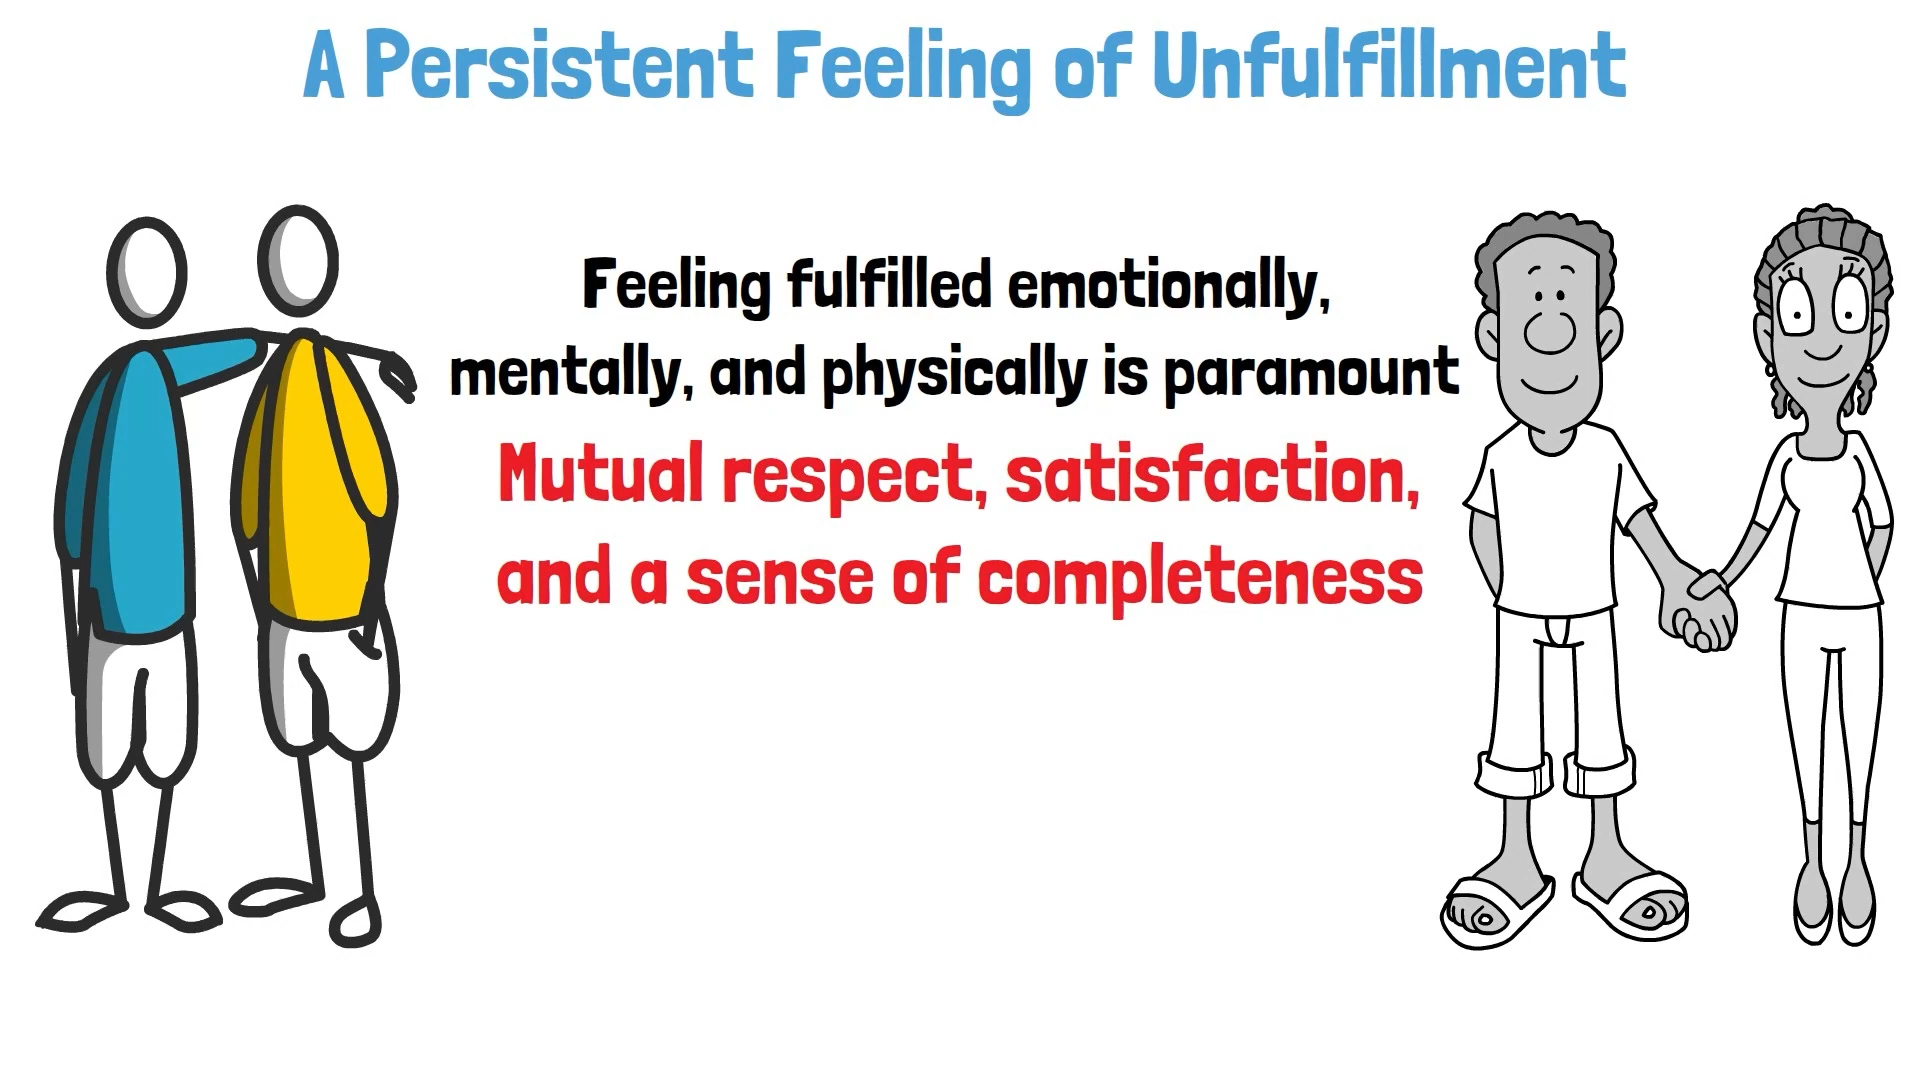 A Persistent Feeling of Unfulfillment
Feeling fulfilled emotionally,
mentally, and physically is paramount
Mutual respect, satisfaction,
and a sense of completeness